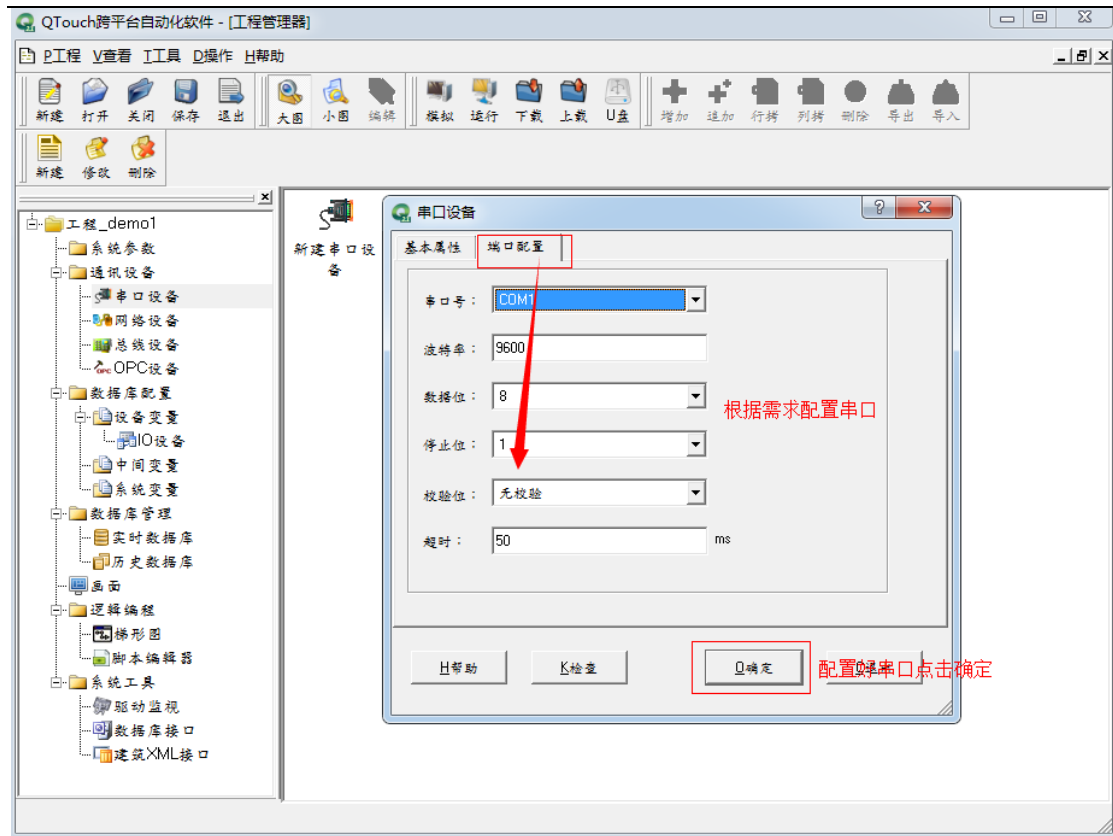 QTouch跨平台自动化软件 - [工程管理器]
P工程 V查看 T工具 D操作 H帮助
新建 打开 关闭 保存 退出 大图 小图 编辑 模拟 运行 下载 上载 U盘 增加 追加 行拷 列拷 删除 导出 导入
新建 修改 删除
工程_demo1
系统参数
通讯设备
串口设备
网络设备
总线设备
OPC设备
数据库配置
设备变量
IO设备
中间变量
系统变量
数据库管理
实时数据库
历史数据库
画面
逻辑编程
梯形图
脚本编辑器
系统工具
驱动监视
数据库接口
建筑XML接口
新建串口设
备
串口设备
基本属性 端口配置
串口号： COM1
波特率： 9600
数据位： 8
根据需求配置串口
停止位： 1
校验位： 无校验
超时： 50 ms
H帮助 K检查 O确定
配置好串口点击确定